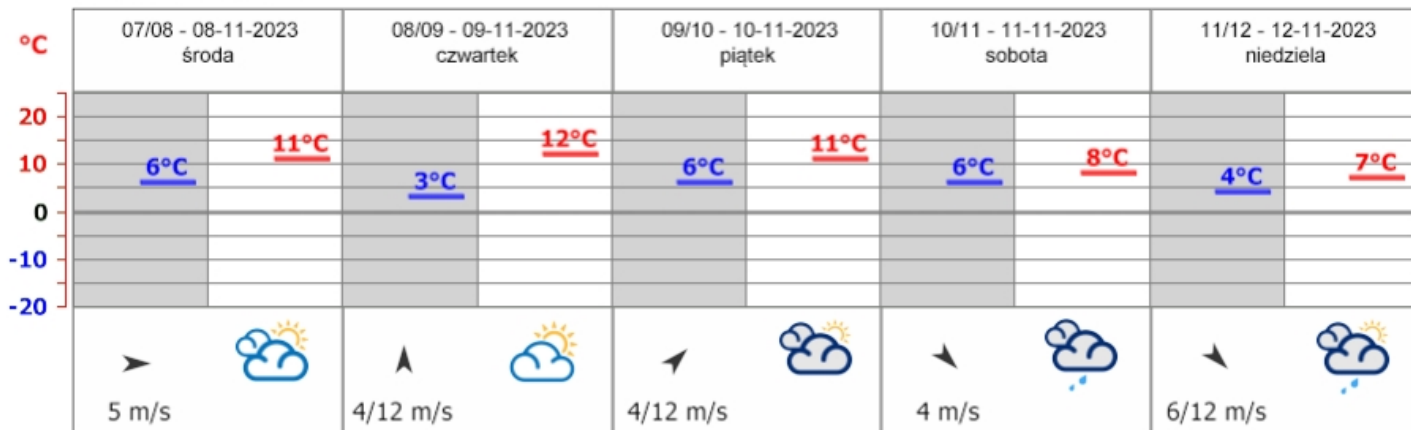 °C
07/08 - 08-11-2023
środa
08/09 - 09-11-2023
czwartek
09/10 - 10-11-2023
piątek
10/11 - 11-11-2023
sobota
11/12 - 12-11-2023
niedziela
20
10
0
-10
-20
6°C
11°C
3°C
12°C
6°C
11°C
6°C
8°C
4°C
7°C
5 m/s
4/12 m/s
4/12 m/s
4 m/s
6/12 m/s